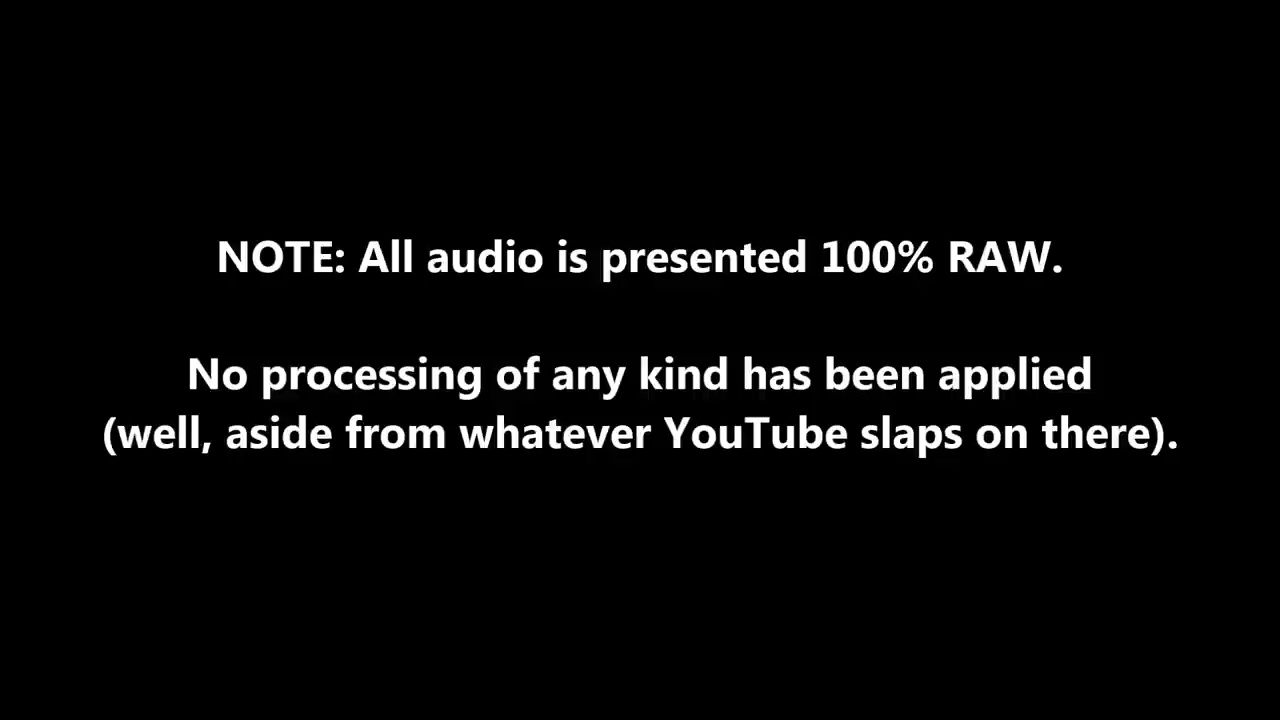 NOTE: All audio is presented 100% RAW.
No processing of any kind has been applied
(well, aside from whatever YouTube slaps on there).